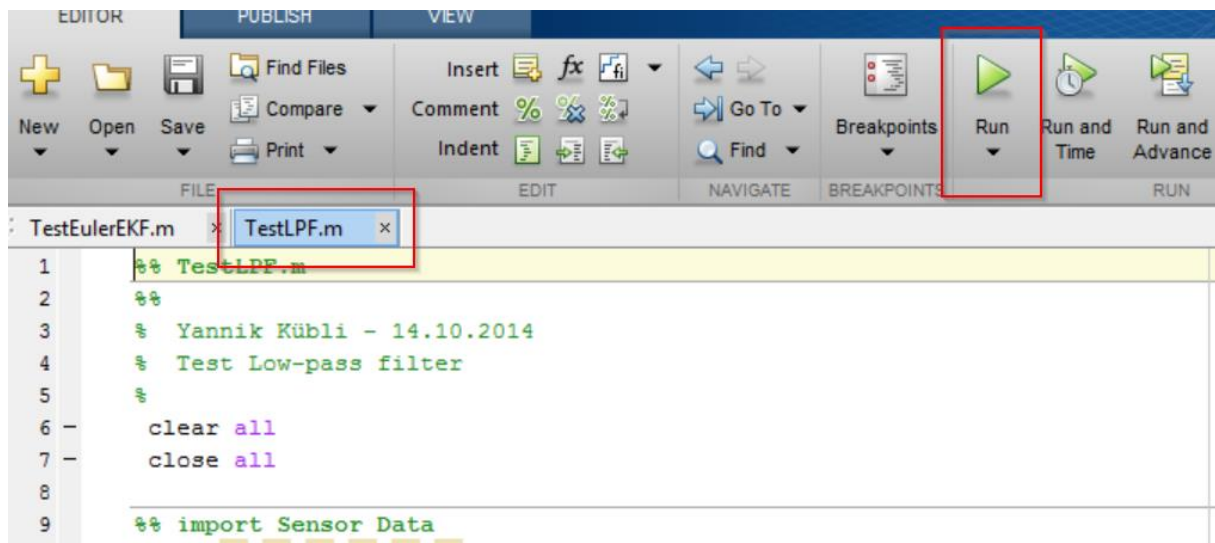 EDITOR PUBLISH VIEW
Find Files
Insert fx fi
New Open Save
Compare
Comment % % %
Go To
Breakpoints
Run
Run and Time
Run and Advance
Print
Indent
Find
FILE EDIT NAVIGATE BREAKPOINTS RUN
TestEulerEKF.m × TestLPF.m ×
1 %% TestLPF.m
2 %%
3 % Yannik Kübli - 14.10.2014
4 % Test Low-pass filter
5 %
6 - clear all
7 - close all
8
9 %% import Sensor Data